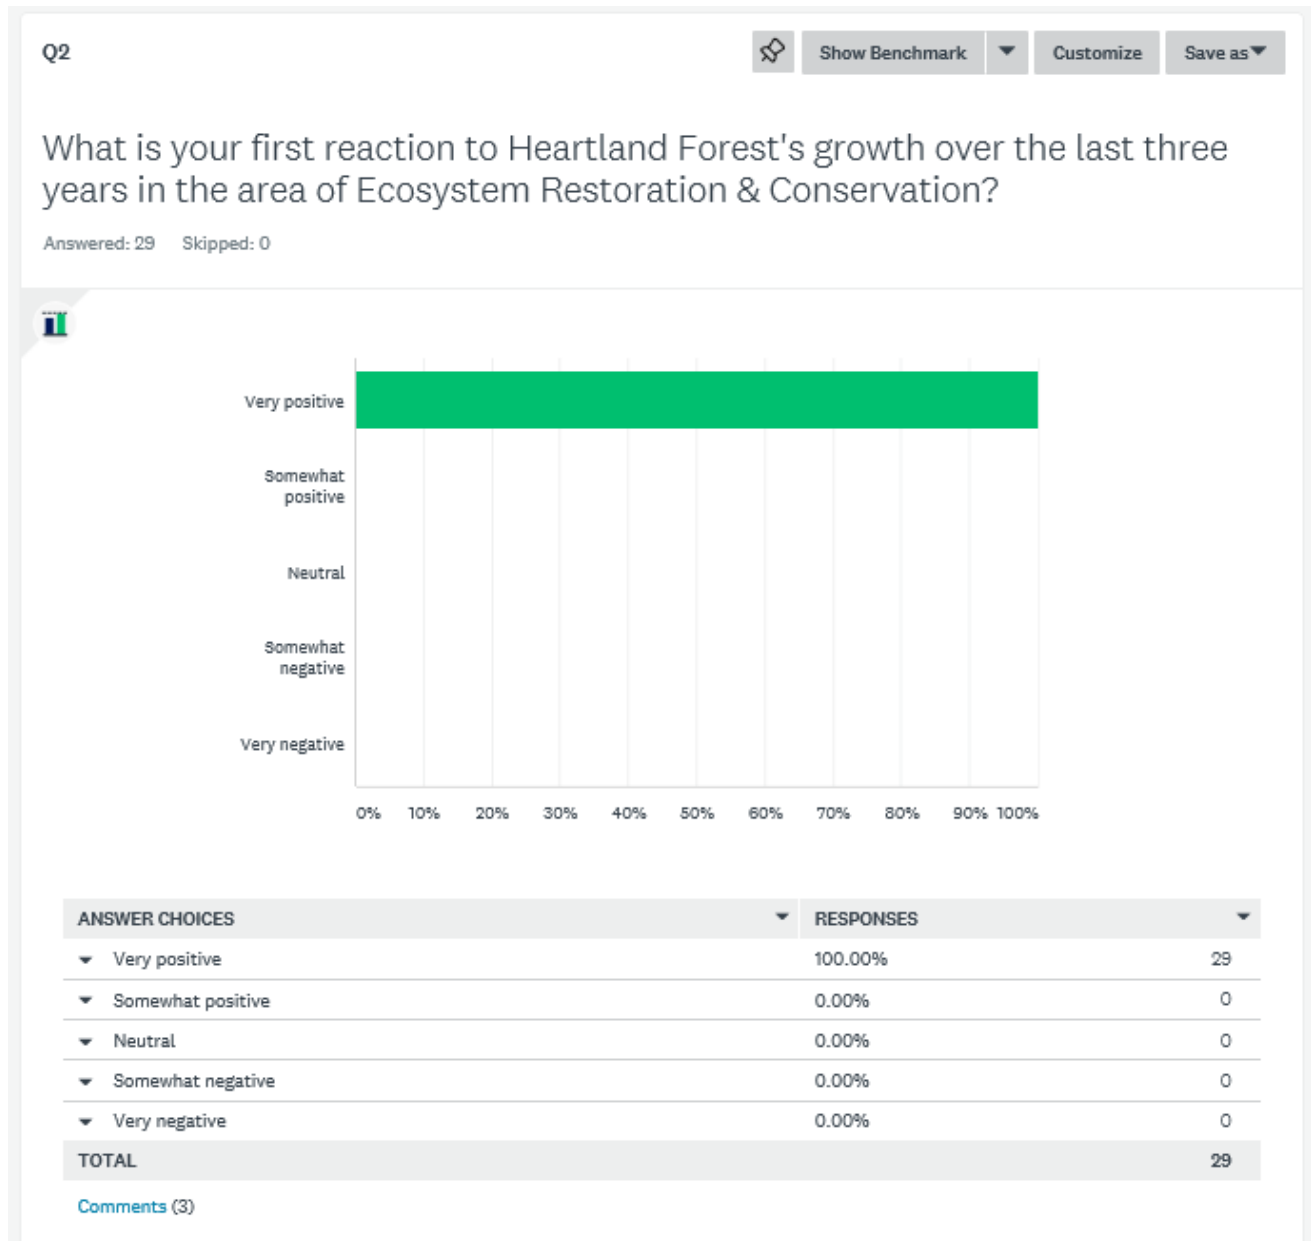 Q2
Show Benchmark
Customize
Save as
What is your first reaction to Heartland Forest's growth over the last three
years in the area of Ecosystem Restoration & Conservation?
Answered: 29 Skipped: 0
Very positive
Somewhat
positive
Neutral
Somewhat
negative
Very negative
0% 10% 20% 30% 40% 50% 60% 70% 80% 90% 100%
ANSWER CHOICES RESPONSES
Very positive 100.00% 29
Somewhat positive 0.00% 0
Neutral 0.00% 0
Somewhat negative 0.00% 0
Very negative 0.00% 0
TOTAL 29
Comments (3)